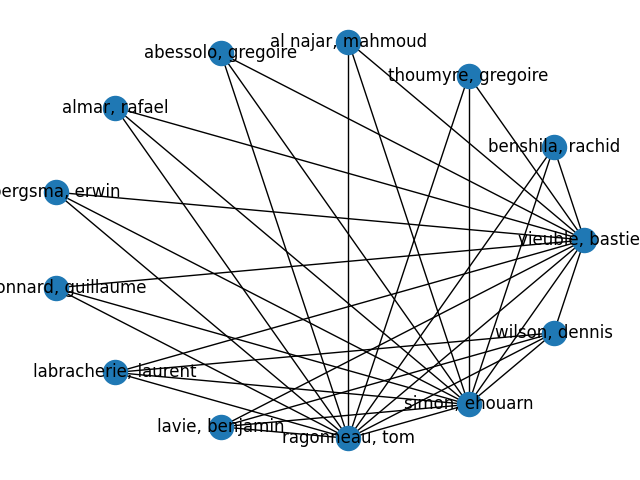 al najar, mahmoud
abessolo, gregoire
thoumyre, gregoire
almar, rafael
benshila, rachid
bergsma, erwin
vieuble, bastie
onnard, guillaume
wilson, dennis
labracherie, laurent
simon, ehouarn
lavie, benjamin
ragonneau, tom